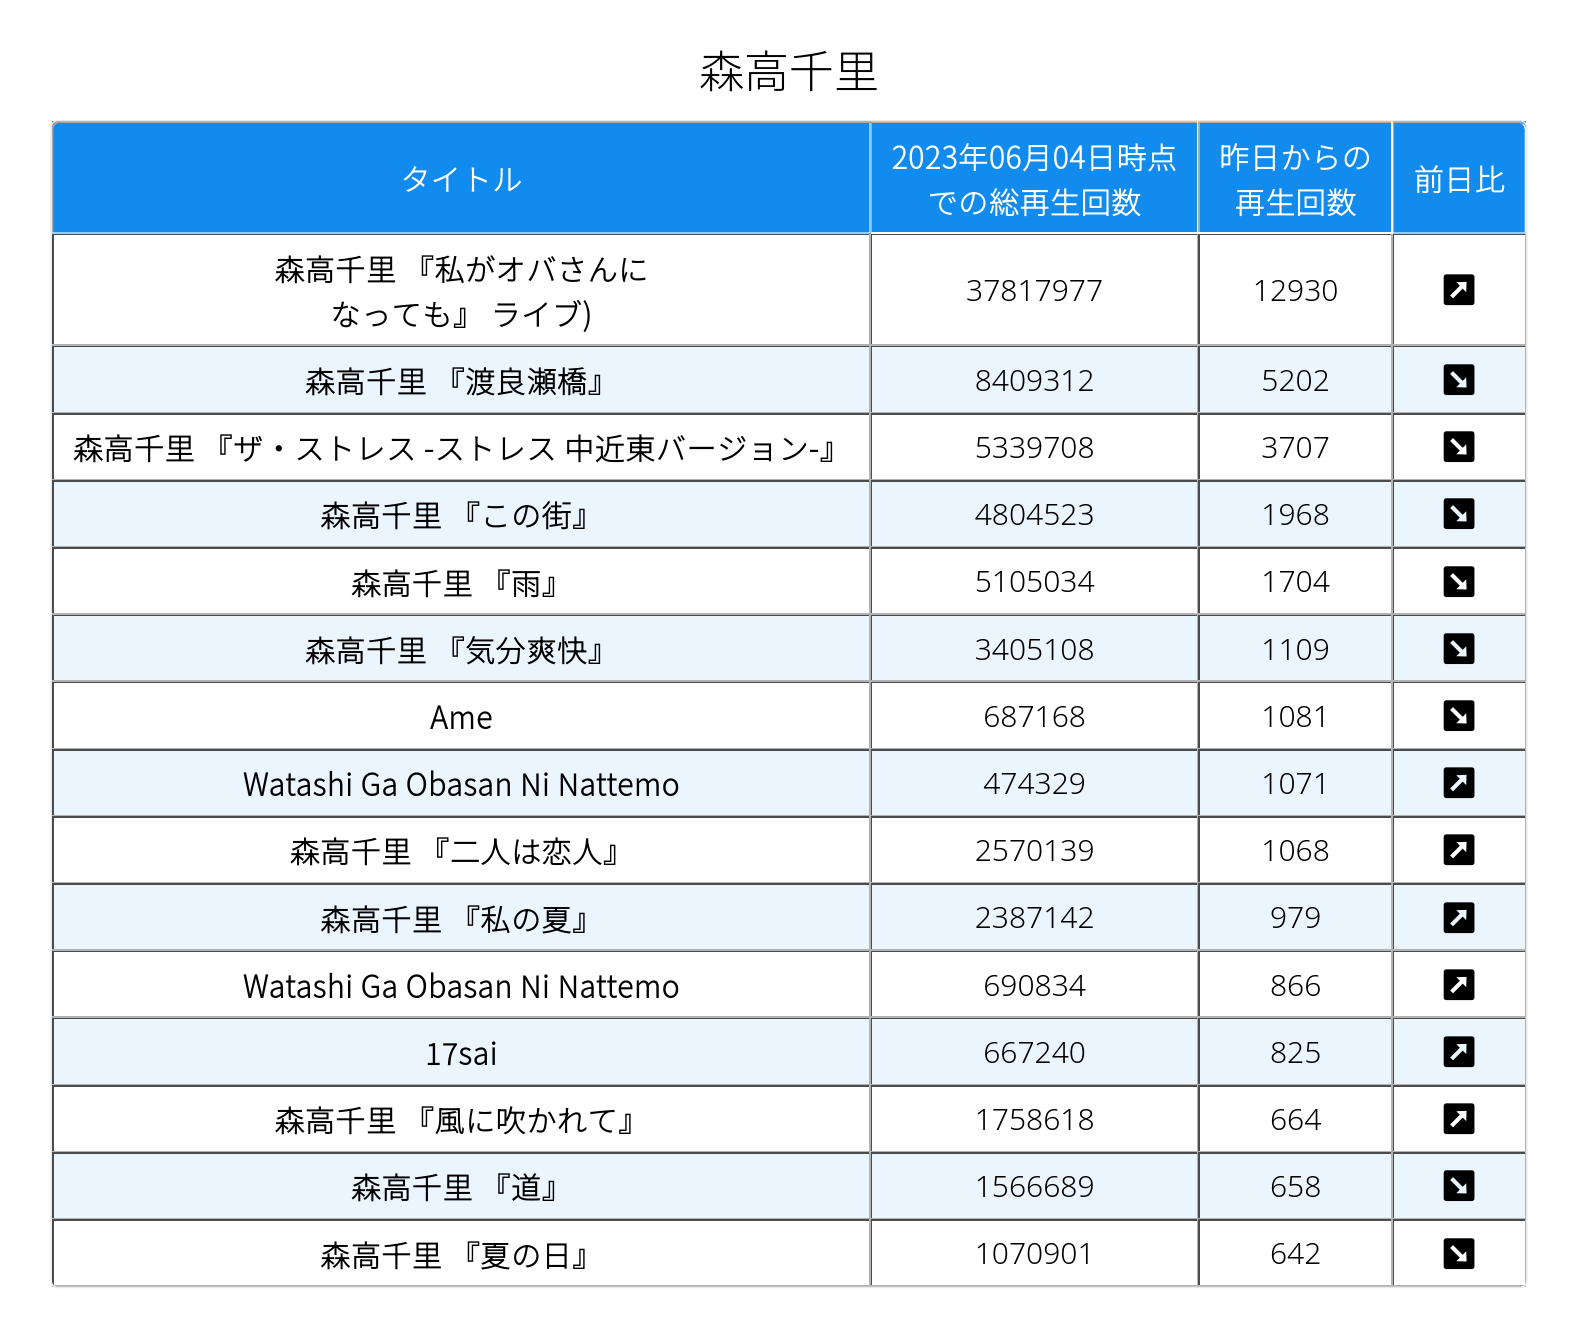 森高千里
タイトル
2023年06月04日時点
での総再生回数
昨日からの
再生回数
前日比
森高千里 『私がオバさんに
なっても』 ライブ)
37817977
12930
森高千里 『渡良瀬橋』
8409312
5202
森高千里 『ザ・ストレス -ストレス 中近東バージョン-』
5339708
3707
森高千里 『この街』
4804523
1968
森高千里 『雨』
5105034
1704
森高千里 『気分爽快』
3405108
1109
Ame
687168
1081
Watashi Ga Obasan Ni Nattemo
474329
1071
森高千里 『二人は恋人』
2570139
1068
森高千里 『私の夏』
2387142
979
Watashi Ga Obasan Ni Nattemo
690834
866
17sai
667240
825
森高千里 『風に吹かれて』
1758618
664
森高千里 『道』
1566689
658
森高千里 『夏の日』
1070901
642